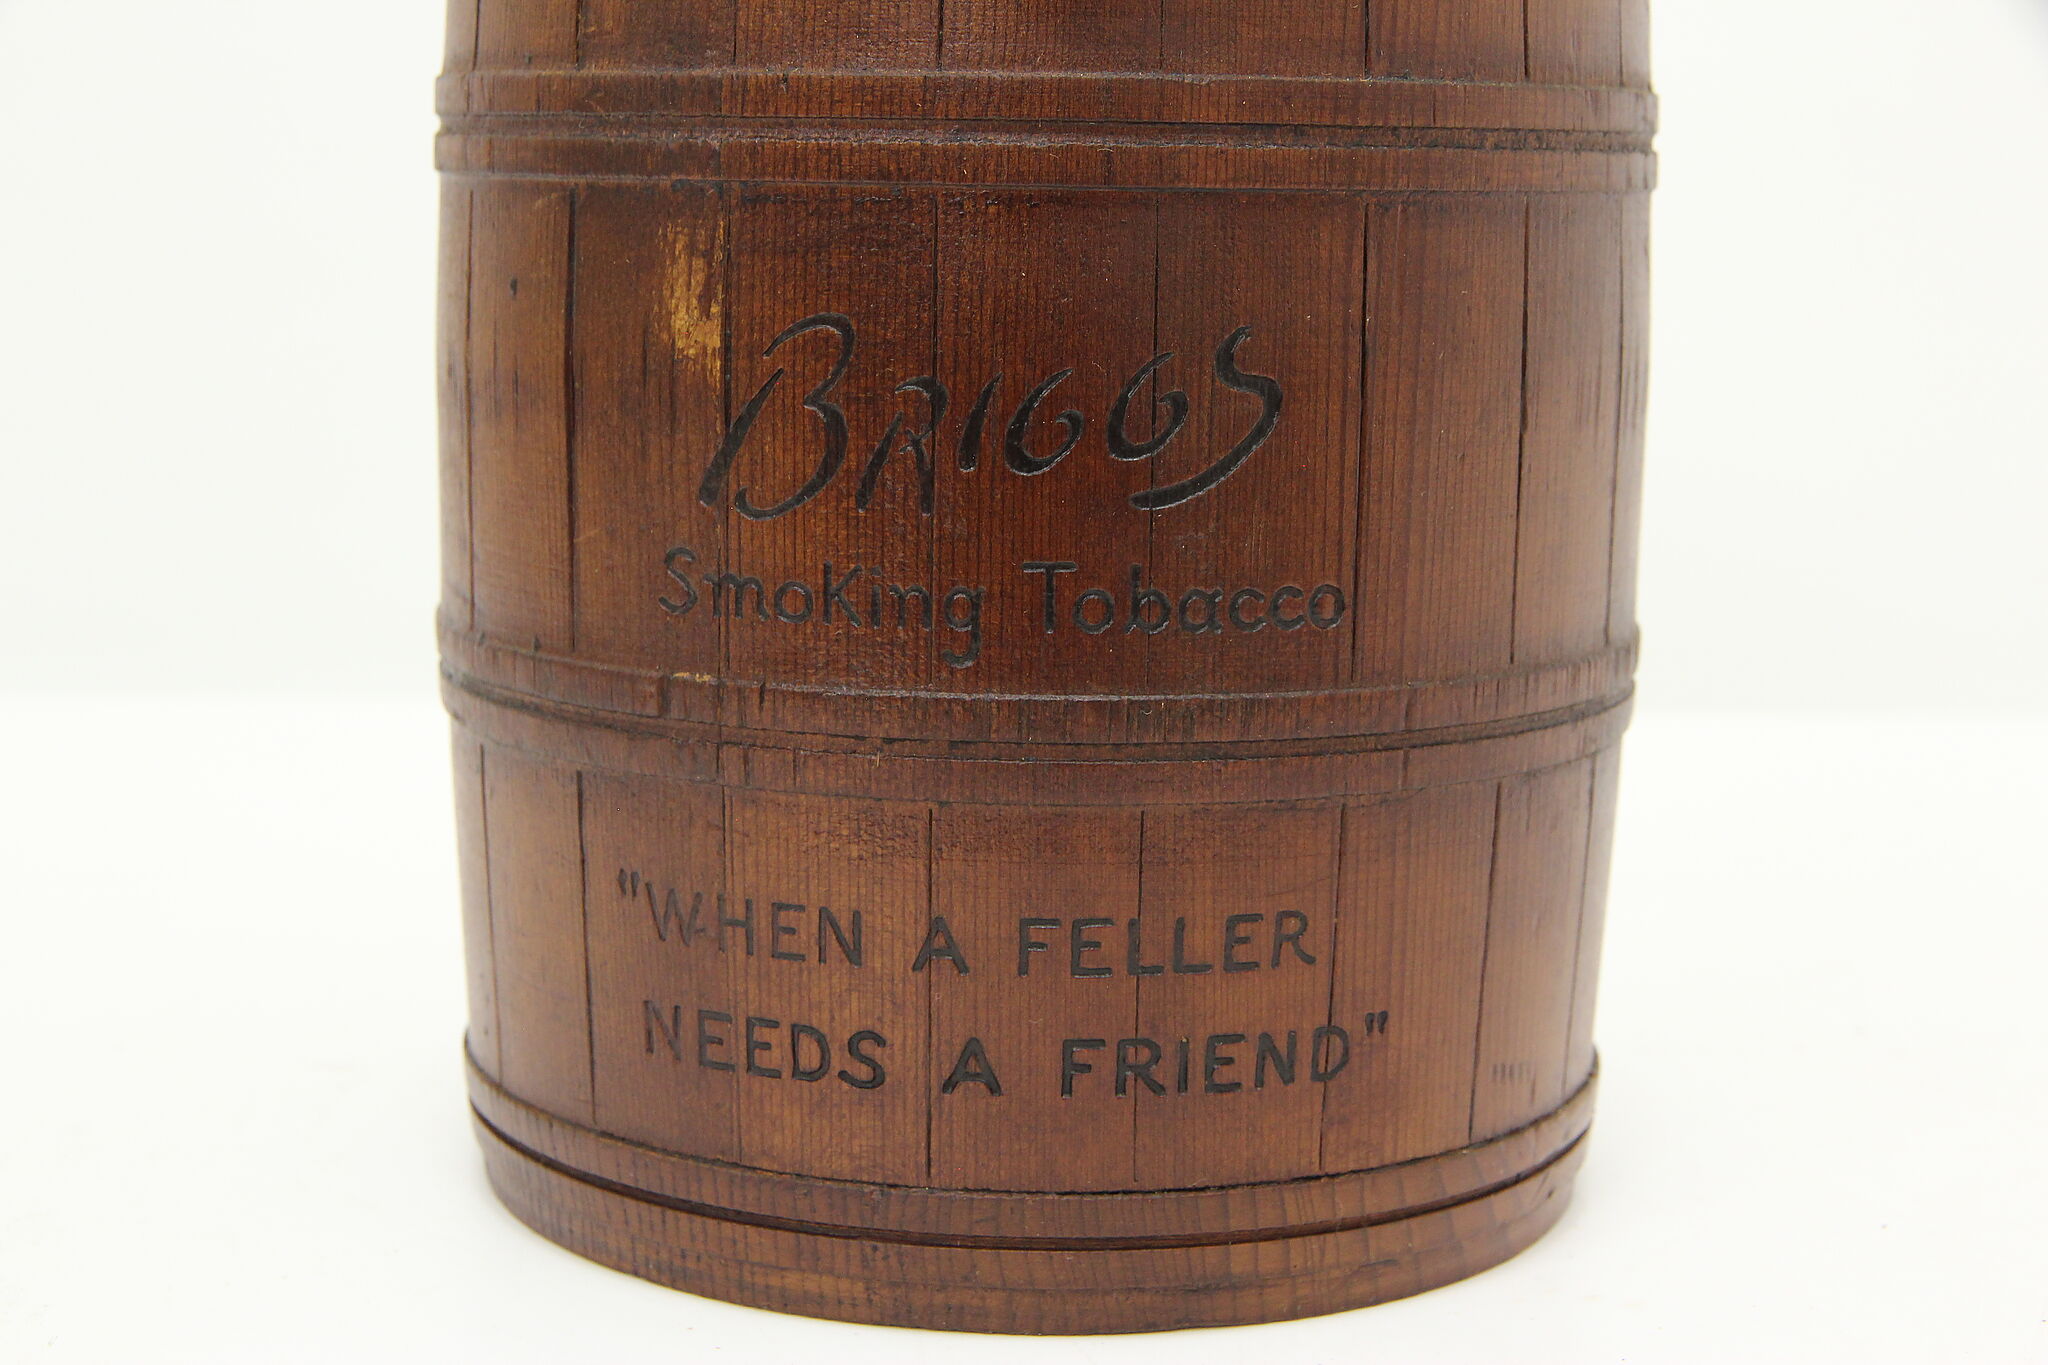 BRIGGS
Smoking Tobacco
"WHEN A FELLER
NEEDS A FRIEND"